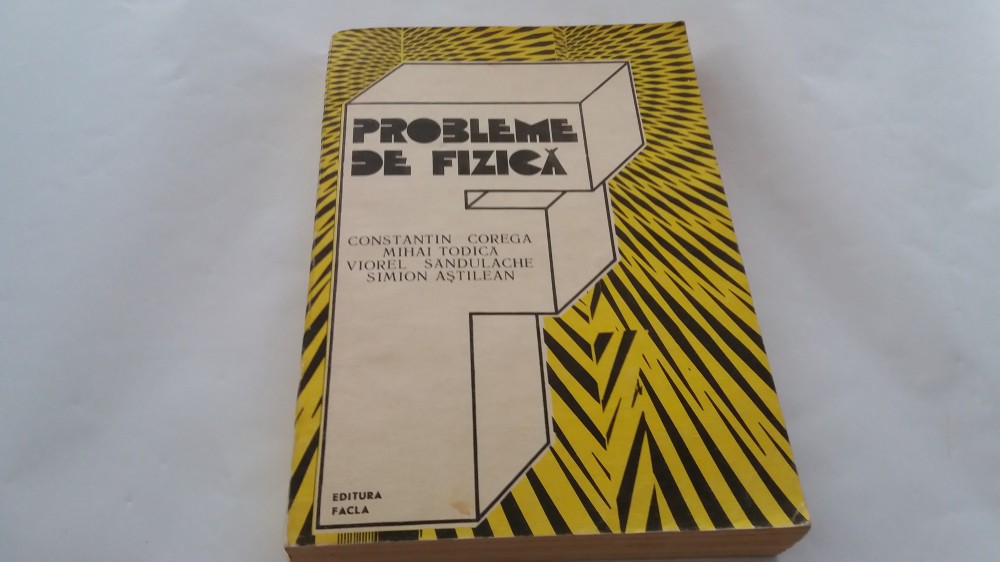 PROBLEME
DE FIZICĂ
CONSTANTIN COREGA
MIHAI TODICA
VIOREL SANDULACHE
SIMION AȘTILEAN
EDITURA
FACLA